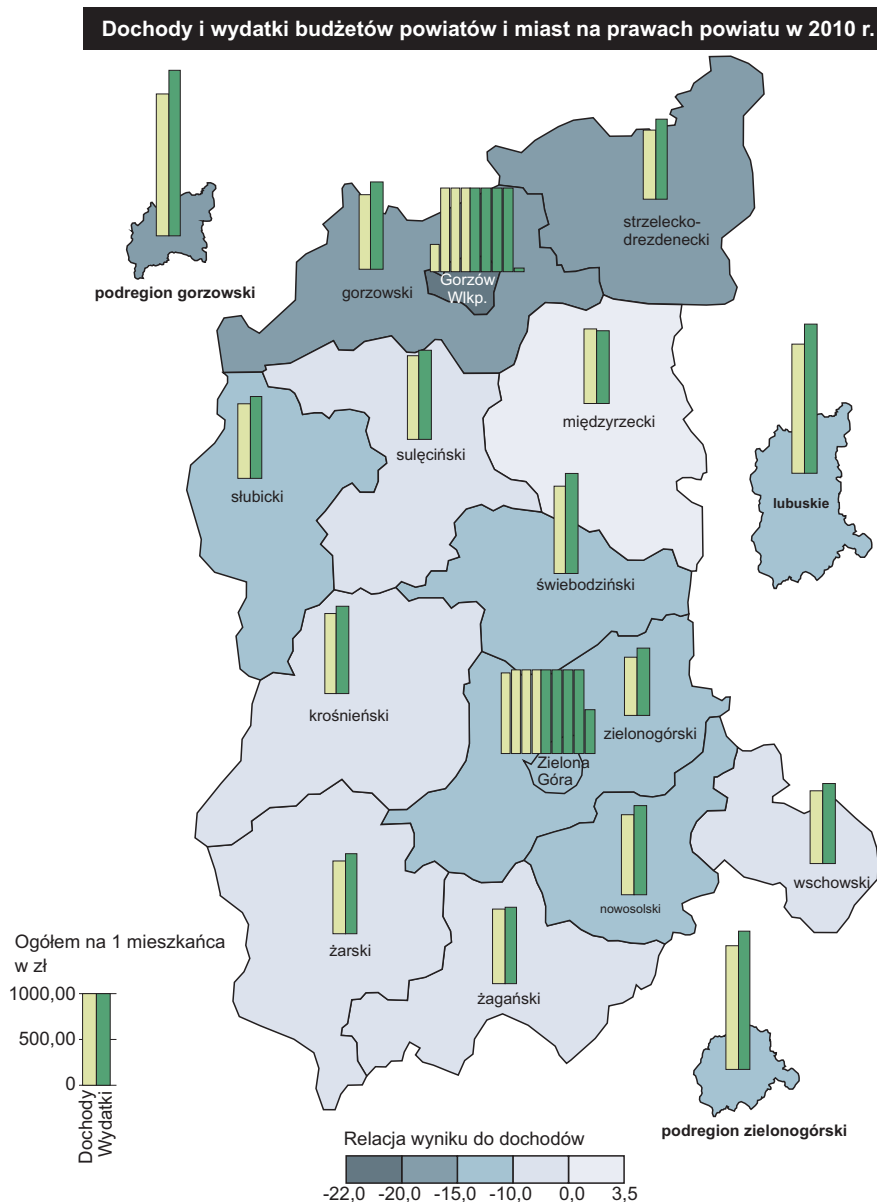 Dochody i wydatki budżetów powiatów i miast na prawach powiatu w 2010 r.
podregion gorzowski
strzelecko-
drezdenecki
gorzowski
Gorzów
Wlkp.
międzyrzecki
sulęciński
słubicki
lubuskie
świebodziński
krośnieński
zielonogórski
Zielona
Góra
wschowski
nowosolski
żarski
żagański
Ogółem na 1 mieszkańca
w zł
1000,00
500,00
0
Dochody
Wydatki
podregion zielonogórski
Relacja wyniku do dochodów
-22,0 -20,0 -15,0 -10,0 0,0 3,5